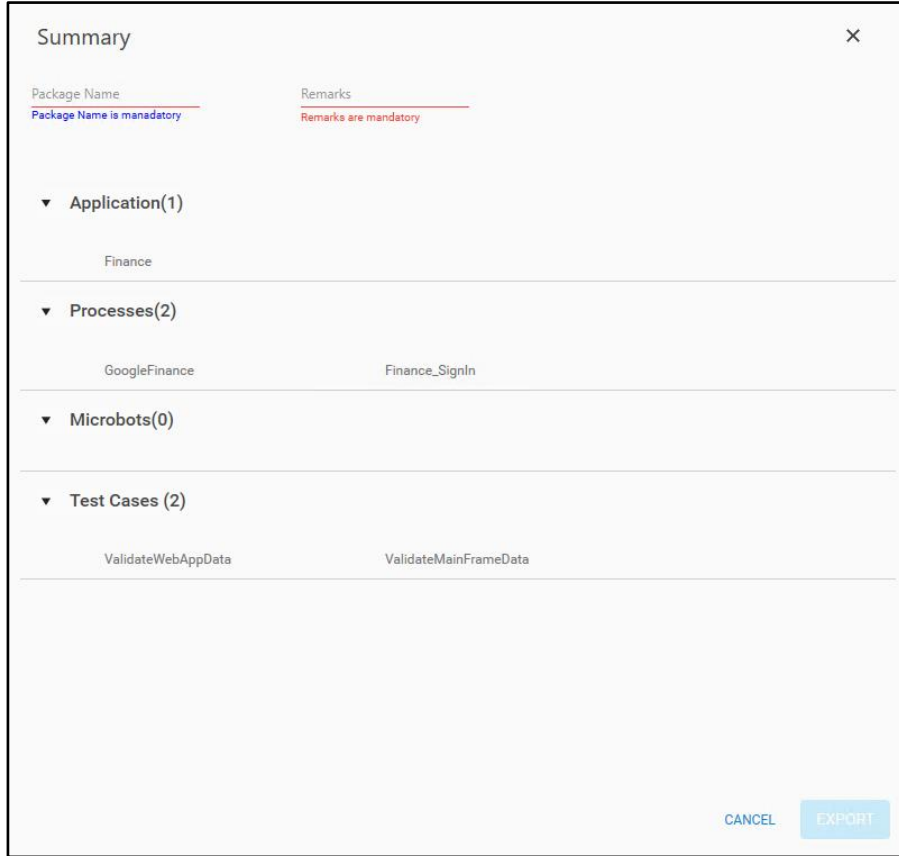 Summary
Package Name Remarks
Package Name is manadatory Remarks are mandatory
Application(1)
Finance
Processes(2)
GoogleFinance Finance_SignIn
Microbots(0)
Test Cases (2)
ValidateWebAppData ValidateMainFrameData
CANCEL EXPORT